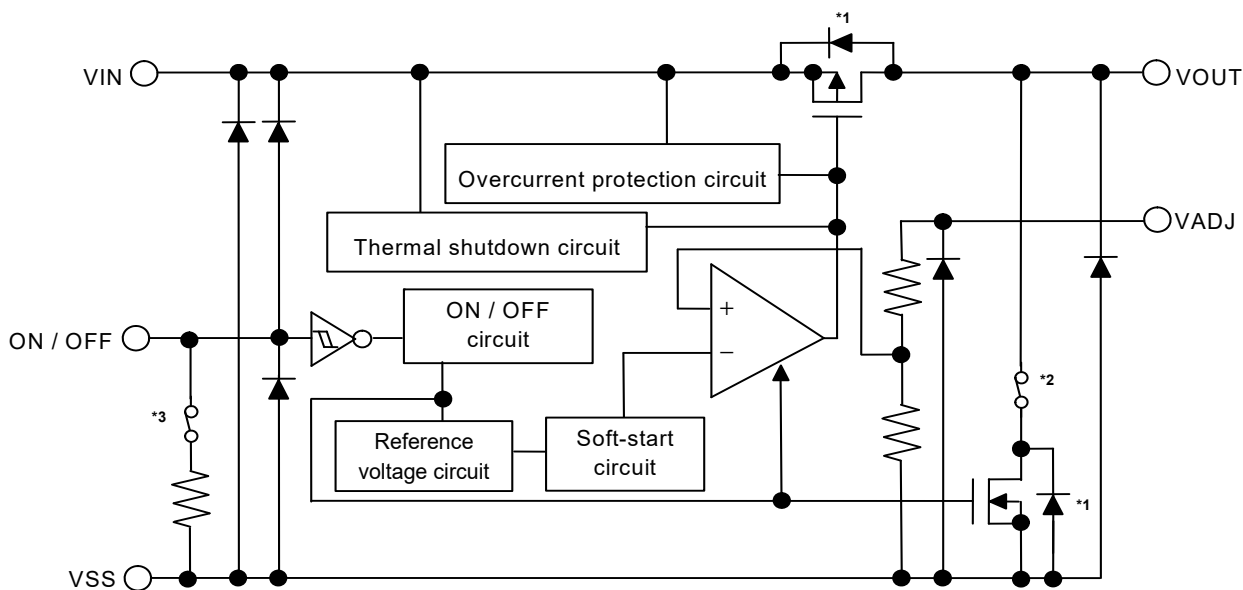 *1
VIN
VOUT
Overcurrent protection circuit
VADJ
Thermal shutdown circuit
+
−
ON / OFF
ON / OFF
circuit
*2
*3
Reference
voltage circuit
Soft-start
circuit
*1
VSS